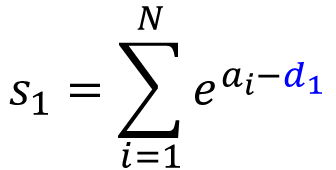 $s_1 = \sum_{i=1}^{N} e^{a_i - d_1}$